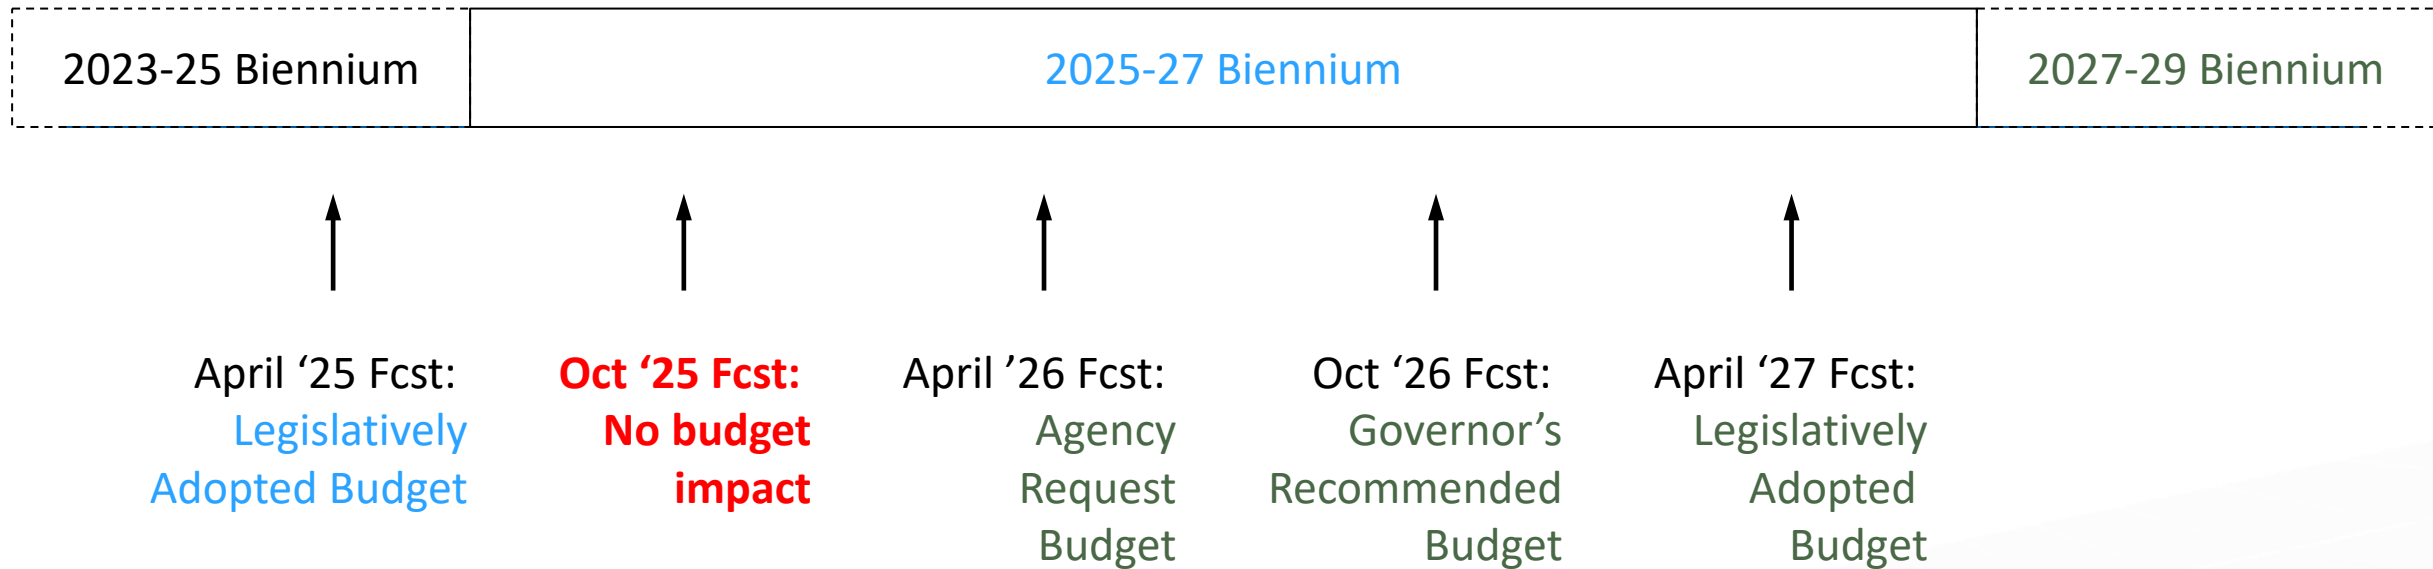 2023-25 Biennium
2025-27 Biennium
2027-29 Biennium
April ‘25 Fcst:
Legislatively
Adopted Budget
Oct ‘25 Fcst:
No budget
impact
April ’26 Fcst:
Agency
Request
Budget
Oct ‘26 Fcst:
Governor’s
Recommended
Budget
April ‘27 Fcst:
Legislatively
Adopted
Budget